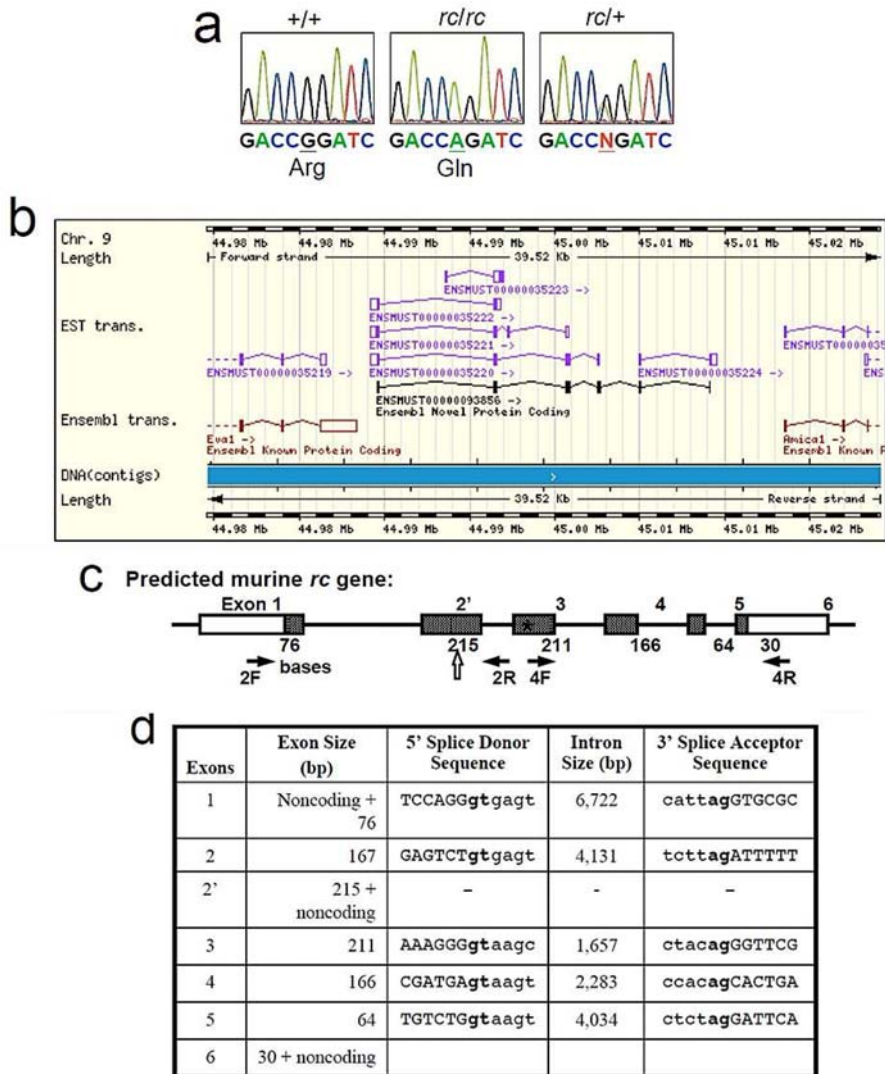 a
+/+ rc/rc rc/+
GACCGGATC GACCAGATC GACCNGATC
Arg Gln
b
Chr. 9
44.98 Mb 44.98 Mb 44.99 Mb 44.99 Mb 45.00 Mb 45.01 Mb 45.01 Mb 45.02 Mb
Length Forward strand 39.52 Kb
ENSMUST00000035223 ->
ENSMUST00000035222 ->
EST trans.
ENSMUST00000035221 -> ENSMUST000000035
ENSMUST00000035219 -> ENSMUST00000035220 -> ENSMUST00000035224 -> ENS
ENSMUST00000093856 ->
Ensembl Novel Protein Coding
Ensembl trans.
Eva1 -> Amica1 ->
Ensembl Known Protein Coding Ensembl Known P
DNA(contigs)
Length 39.52 Kb Reverse strand
44.98 Mb 44.98 Mb 44.99 Mb 44.99 Mb 45.00 Mb 45.01 Mb 45.01 Mb 45.02 Mb
c Predicted murine rc gene:
Exon 1 2' 3 4 5 6
*
76 215 211 166 64 30
bases
2F 2R 4F 4R
d
Exons Exon Size (bp) 5' Splice Donor Sequence Intron Size (bp) 3' Splice Acceptor Sequence
1 Noncoding + 76 TCCAGGgtgagt 6,722 cattagGTGCGC
2 167 GAGTCTgtgagt 4,131 tcttagATTTTT
2' 215 + noncoding – - –
3 211 AAAGGGgtaagc 1,657 ctacagGGTTCG
4 166 CGATGAgtaagt 2,283 ccacagCACTGA
5 64 TGTCTGgtaagt 4,034 ctctagGATTCA
6 30 + noncoding